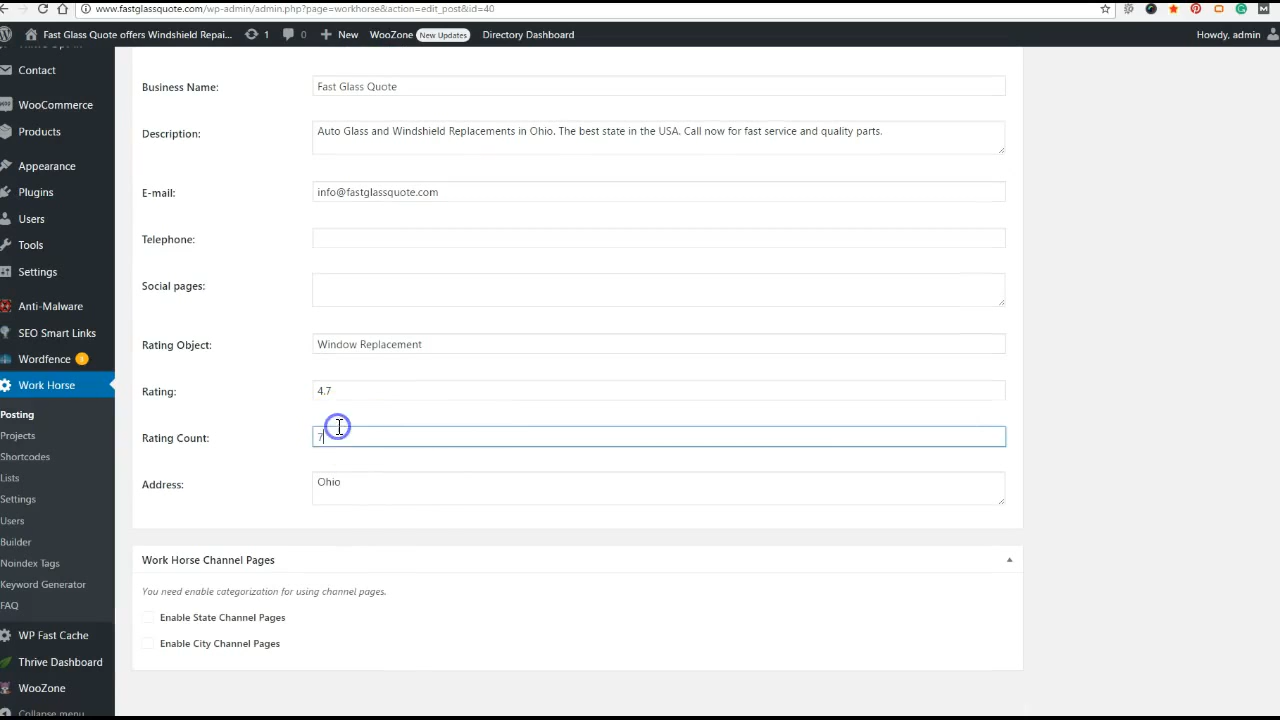 www.fastglassquote.com/wp-admin/admin.php?page=workhorse&action=edit_post&id=40
Fast Glass Quote offers Windshield Repai... 1 0 New WooZone New Updates Directory Dashboard Howdy, admin
Contact
WooCommerce
Products
Appearance
Plugins
Users
Tools
Settings
Anti-Malware
SEO Smart Links
Wordfence 3
Work Horse
Posting
Projects
Shortcodes
Lists
Settings
Users
Builder
Noindex Tags
Keyword Generator
FAQ
WP Fast Cache
Thrive Dashboard
WooZone
Collapse menu
Business Name: Fast Glass Quote
Description: Auto Glass and Windshield Replacements in Ohio. The best state in the USA. Call now for fast service and quality parts.
E-mail: info@fastglassquote.com
Telephone:
Social pages:
Rating Object: Window Replacement
Rating: 4.7
Rating Count: 7
Address: Ohio
Work Horse Channel Pages
You need enable categorization for using channel pages.
Enable State Channel Pages
Enable City Channel Pages